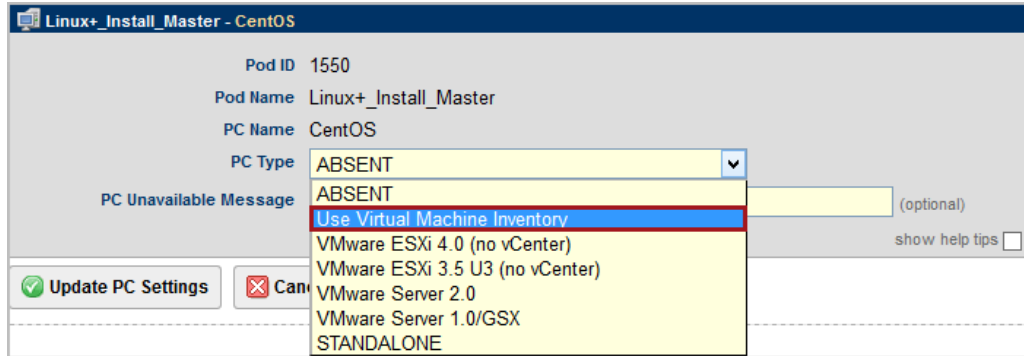 Linux+_Install_Master - CentOS
Pod ID 1550
Pod Name Linux+_Install_Master
PC Name CentOS
PC Type ABSENT
PC Unavailable Message (optional)
ABSENT
Use Virtual Machine Inventory
VMware ESXi 4.0 (no vCenter)
VMware ESXi 3.5 U3 (no vCenter)
VMware Server 2.0
VMware Server 1.0/GSX
STANDALONE
show help tips
Update PC Settings